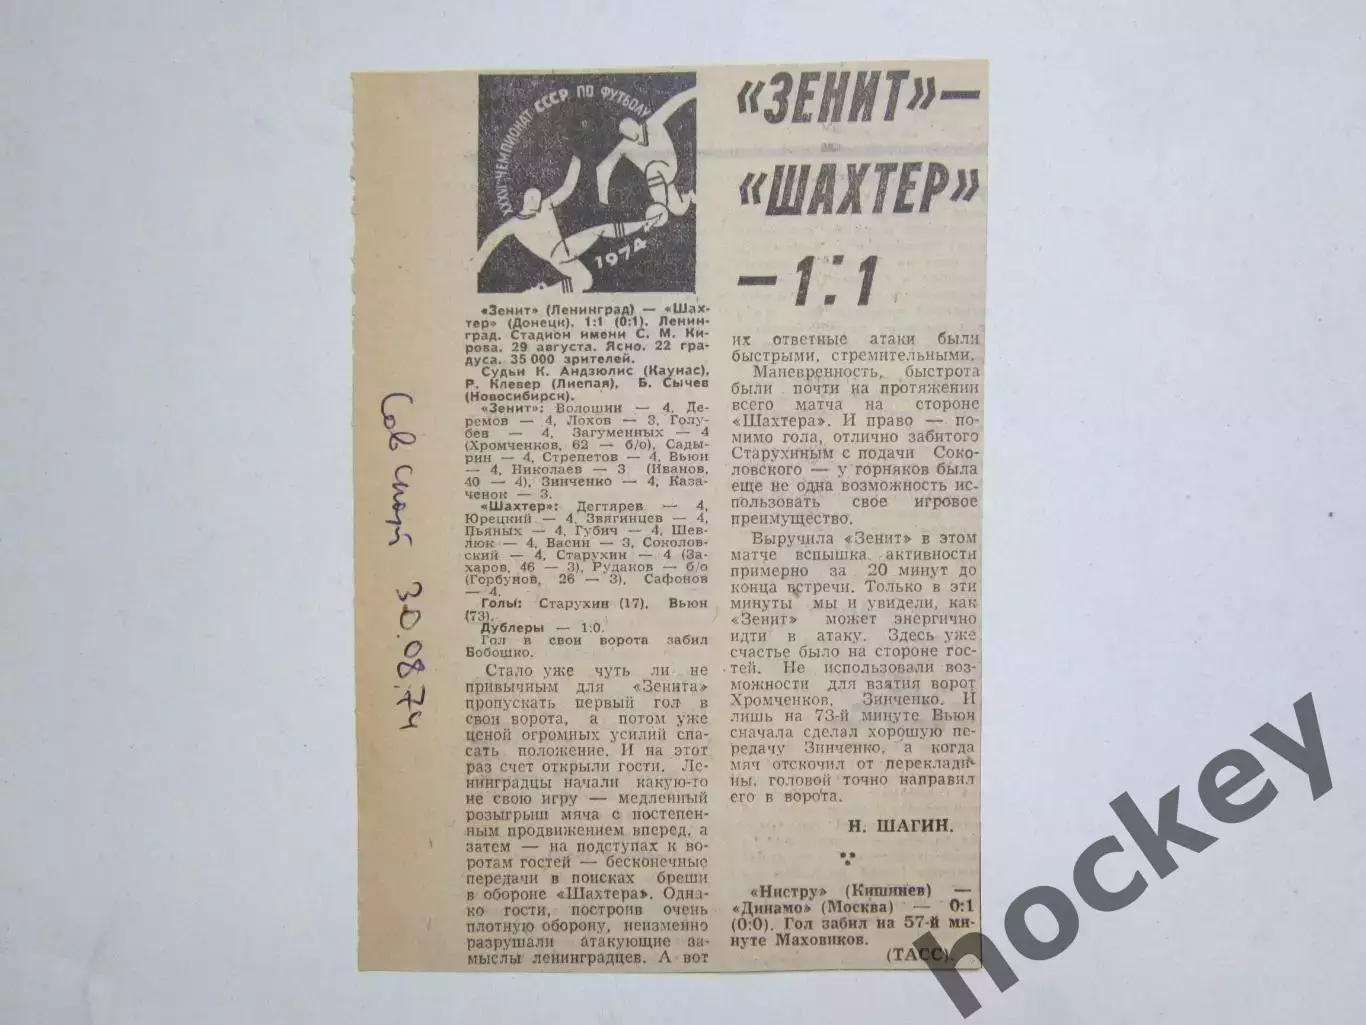 XXXVI ЧЕМПИОНАТ СССР ПО ФУТБОЛУ
1974
«ЗЕНИТ»—
«ШАХТЕР»
— 1:1
«Зенит» (Ленинград) — «Шах-
тер» (Донецк). 1:1 (0:1). Ленин-
град. Стадион имени С. М. Ки-
рова. 29 августа. Ясно. 22 гра-
дуса. 35 000 зрителей.
Судьи К. Андзюлис (Каунас),
Р. Клевер (Лиепая), Б. Сычев
(Новосибирск).
«Зенит»: Волошин — 4, Де-
ремов — 4, Лохов — 3, Голу-
бев — 4, Загуменных — 4
(Хромченков, 62 — б/о), Сады-
рин — 4, Стрепетов — 4, Вьюн
— 4, Николаев — 3 (Иванов,
40 — 4), Зинченко — 4, Каза-
ченок — 3.
«Шахтер»: Дегтярев — 4,
Юрецкий — 4, Звягинцев — 4,
Пьяных — 4, Губич — 4, Шев-
люк — 4, Васин — 3, Соколов-
ский — 4, Старухин — 4 (За-
харов, 46 — 3), Руданов — б/о
(Горбунов, 26 — 3), Сафонов
— 4.
Голы: Старухин (17), Вьюн
(73).
Дублеры — 1:0.
Гол в свои ворота забил
Бобошко.
Стало уже чуть ли не
привычным для «Зенита»
пропускать первый гол в
свои ворота, а потом уже
ценой огромных усилий спа-
сать положение. И на этот
раз счет открыли гости. Ле-
нинградцы начали какую-то
не свою игру — медленный
розыгрыш мяча с постепен-
ным продвижением вперед, а
затем — на подступах к во-
ротам гостей — бесконечные
передачи в поисках бреши
в обороне «Шахтера». Одна-
ко гости, построив очень
плотную оборону, неизменно
разрушали атакующие за-
мыслы ленинградцев. А вот
их ответные атаки были
быстрыми, стремительными.
Маневренность, быстрота
были почти на протяжении
всего матча на стороне
«Шахтера». И право — по-
мимо гола, отлично забитого
Старухиным с подачи Соко-
ловского — у горняков была
еще не одна возможность ис-
пользовать свое игровое
преимущество.
Выручила «Зенит» в этом
матче вспышка активности
примерно за 20 минут до
конца встречи. Только в эти
минуты мы и увидели, как
«Зенит» может энергично
идти в атаку. Здесь уже
счастье было на стороне гос-
тей. Не использовали воз-
можности для взятия ворот
Хромченков, Зинченко. И
лишь на 73-й минуте Вьюн
сначала сделал хорошую пе-
редачу Зинченко, а когда
мяч отскочил от переклади-
ны, головой точно направил
его в ворота.
Н. ШАГИН.
«Нистру» (Кишинев) —
«Динамо» (Москва) — 0:1
(0:0). Гол забил на 57-й ми-
нуте Маховиков.
(ТАСС).
Сов спорт 30.08.74
hockey